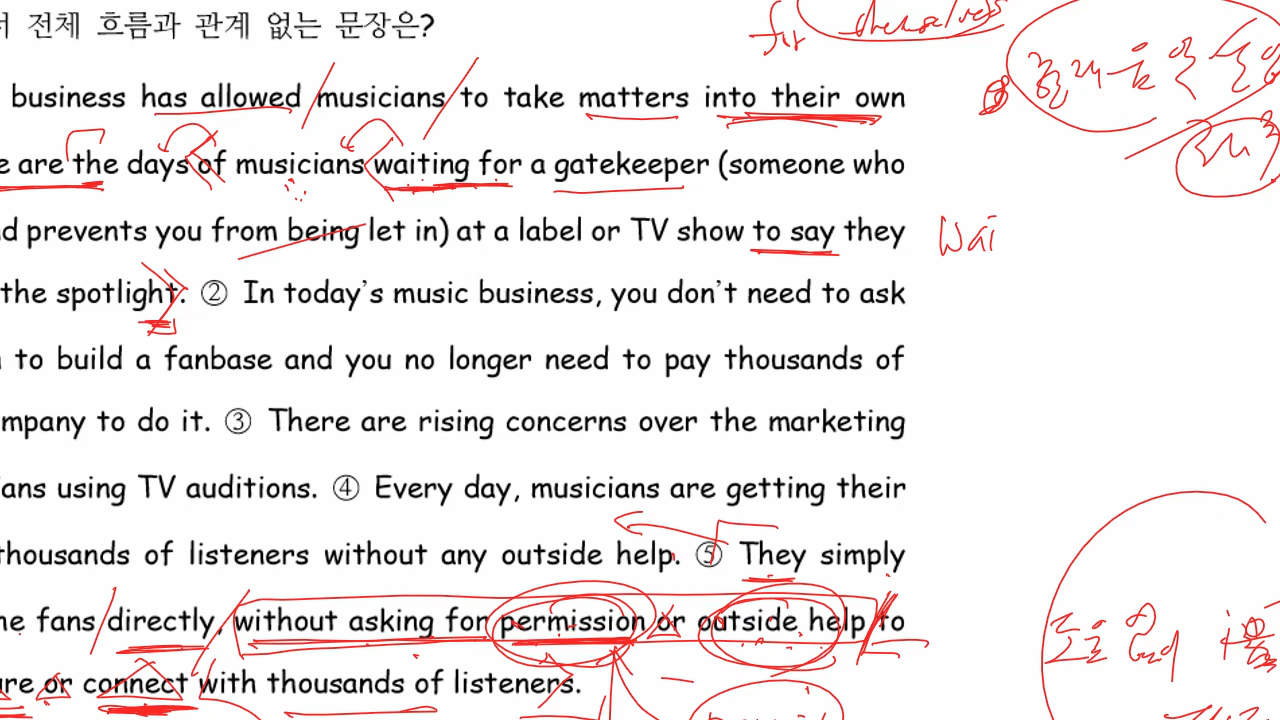 전체 흐름과 관계 없는 문장은?
for themselves
business has allowed musicians to take matters into their own
are the days of musicians waiting for a gatekeeper (someone who
prevents you from being let in) at a label or TV show to say they
Wai
the spotlight. ② In today's music business, you don't need to ask
to build a fanbase and you no longer need to pay thousands of
to do it. ③ There are rising concerns over the marketing
using TV auditions. ④ Every day, musicians are getting their
thousands of listeners without any outside help. ⑤ They simply
fans directly, without asking for permission or outside help to
or connect with thousands of listeners.